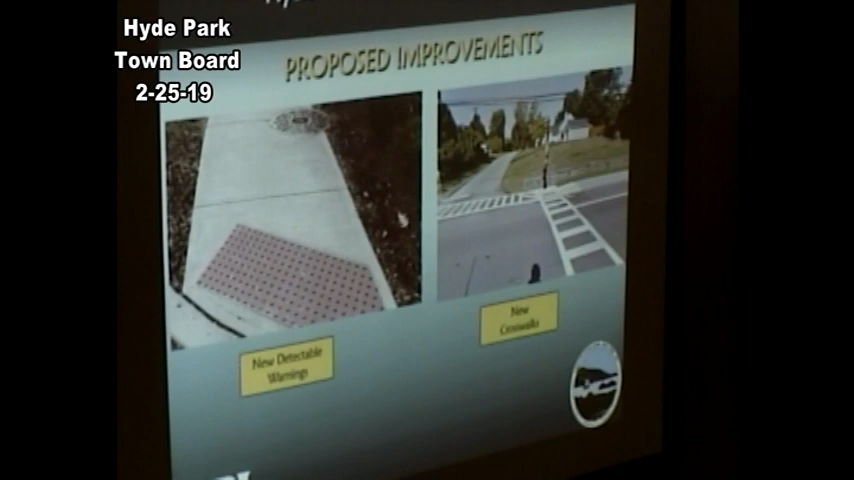 Hyde Park
Town Board
2-25-19
PROPOSED IMPROVEMENTS
New Detectable
Warnings
New
Crosswalks